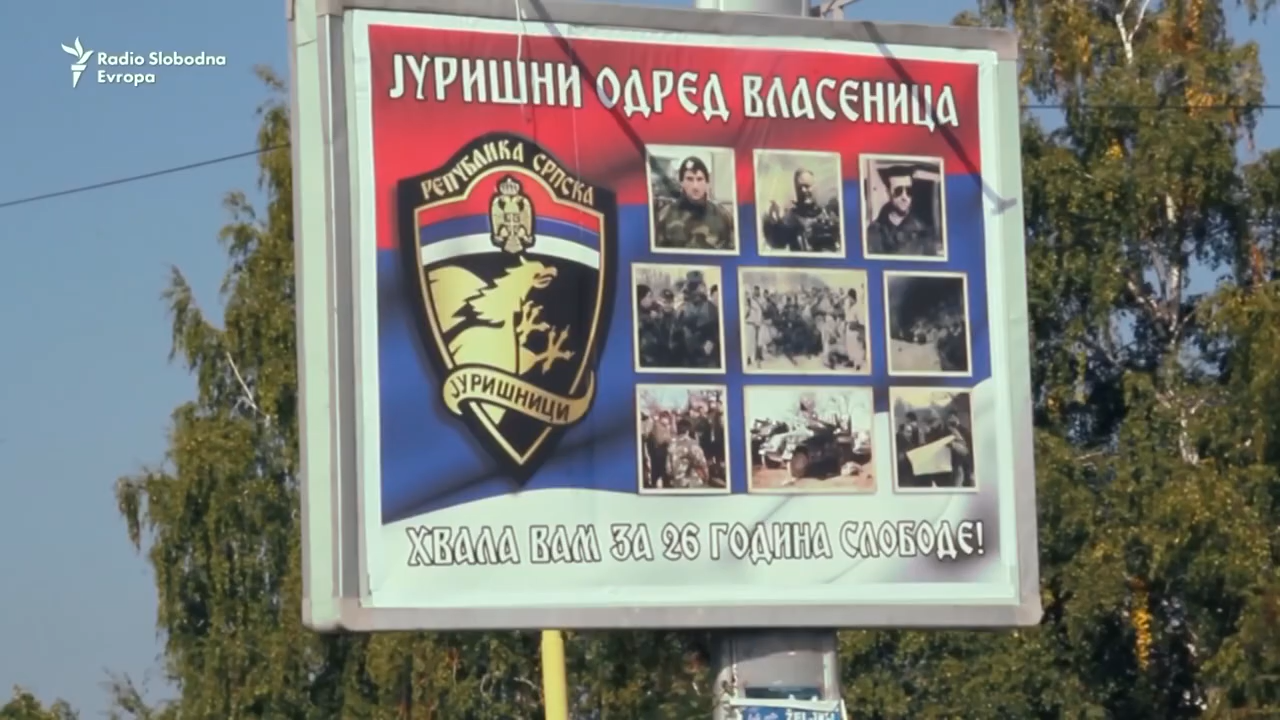 Radio Slobodna
Evropa
ЈУРИШНИ ОДРЕД ВЛАСЕНИЦА
РЕПУБЛИКА СРПСКА
ЈУРИШНИЦИ
ХВАЛА ВАМ ЗА 26 ГОДИНА СЛОБОДЕ!